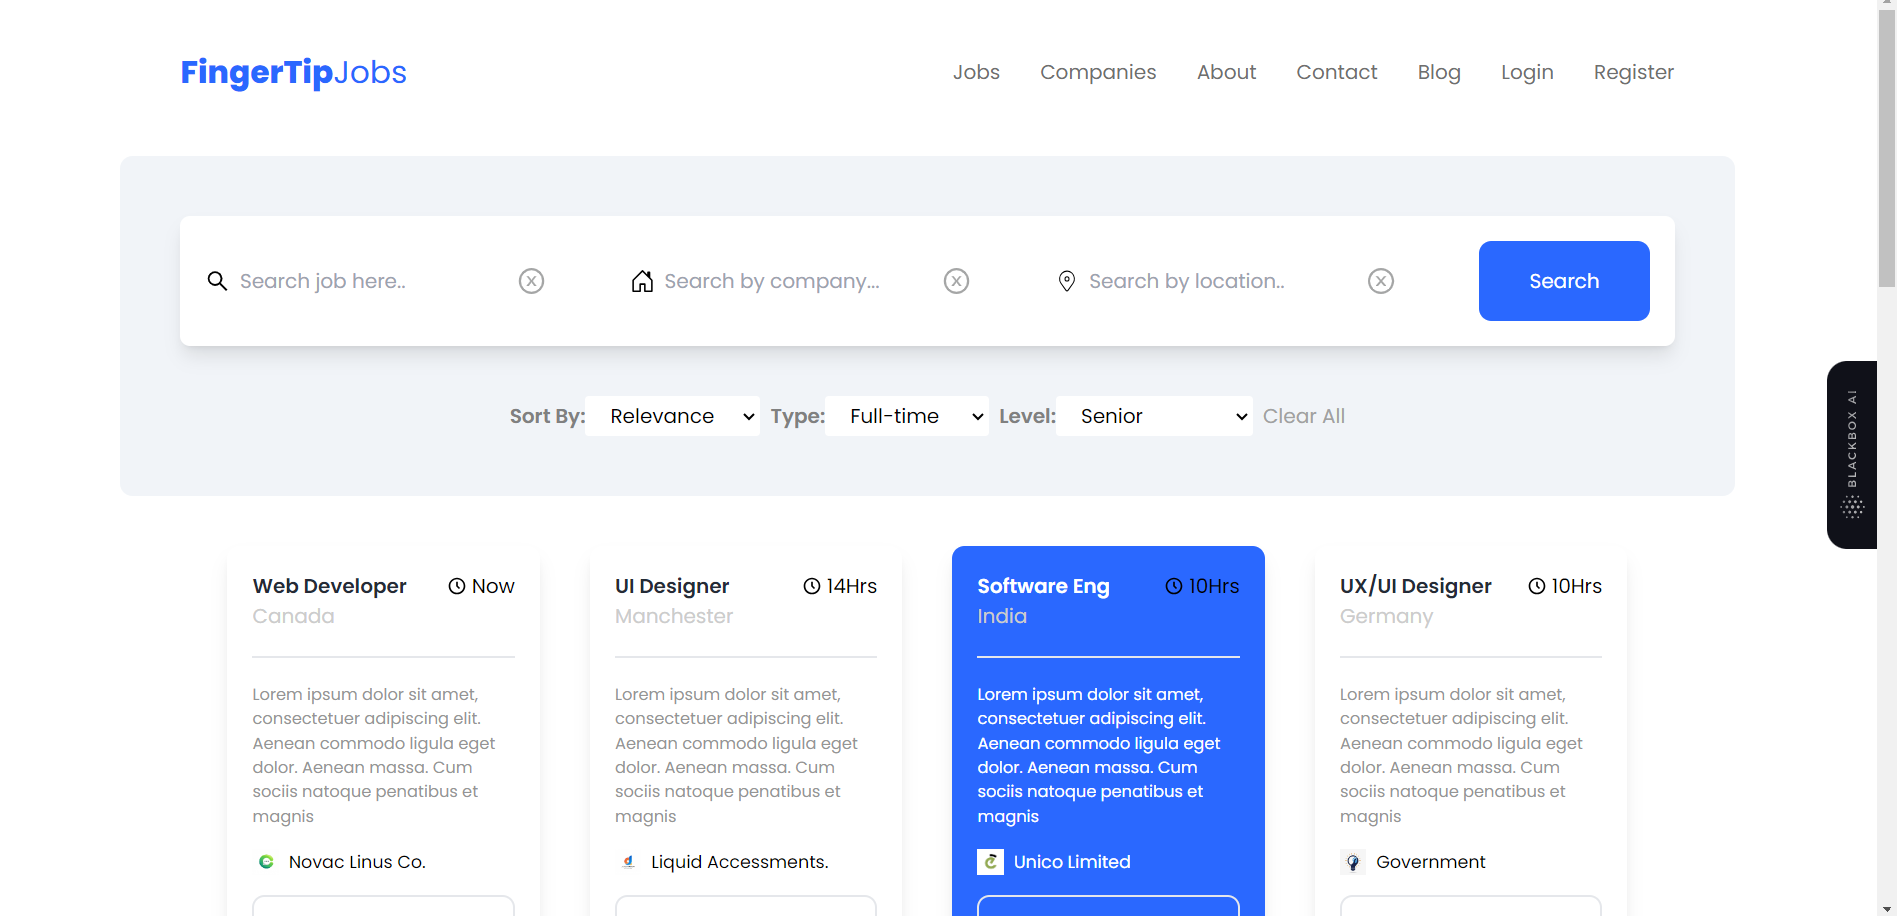 FingerTipJobs
Jobs Companies About Contact Blog Login Register
Search job here.. Search by company... Search by location.. Search
Sort By: Relevance Type: Full-time Level: Senior Clear All
BLACKBOX AI
Web Developer Now
Canada
Lorem ipsum dolor sit amet,
consectetuer adipiscing elit.
Aenean commodo ligula eget
dolor. Aenean massa. Cum
sociis natoque penatibus et
magnis
Novac Linus Co.
UI Designer 14Hrs
Manchester
Lorem ipsum dolor sit amet,
consectetuer adipiscing elit.
Aenean commodo ligula eget
dolor. Aenean massa. Cum
sociis natoque penatibus et
magnis
Liquid Accessments.
Software Eng 10Hrs
India
Lorem ipsum dolor sit amet,
consectetuer adipiscing elit.
Aenean commodo ligula eget
dolor. Aenean massa. Cum
sociis natoque penatibus et
magnis
Unico Limited
UX/UI Designer 10Hrs
Germany
Lorem ipsum dolor sit amet,
consectetuer adipiscing elit.
Aenean commodo ligula eget
dolor. Aenean massa. Cum
sociis natoque penatibus et
magnis
Government